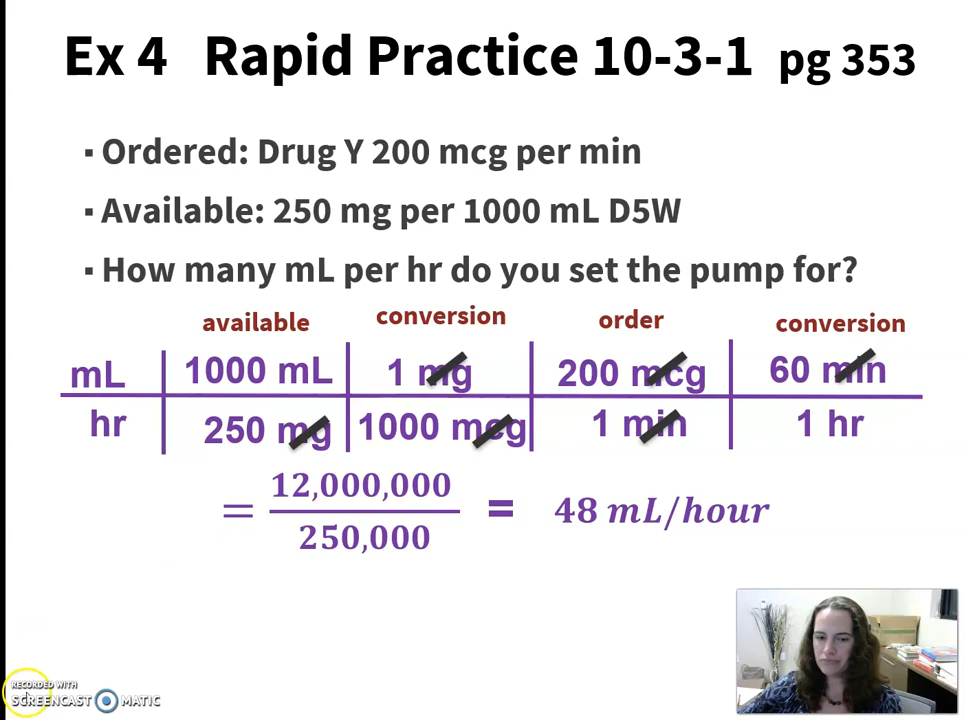 Ex 4 Rapid Practice 10-3-1 pg 353
▪ Ordered: Drug Y 200 mcg per min
▪ Available: 250 mg per 1000 mL D5W
▪ How many mL per hr do you set the pump for?
available conversion order conversion
mL 1000 mL 1 mg 200 mcg 60 min
hr 250 mg 1000 mcg 1 min 1 hr
= 12,000,000 / 250,000 = 48 mL/hour
RECORDED WITH
SCREENCAST MATIC